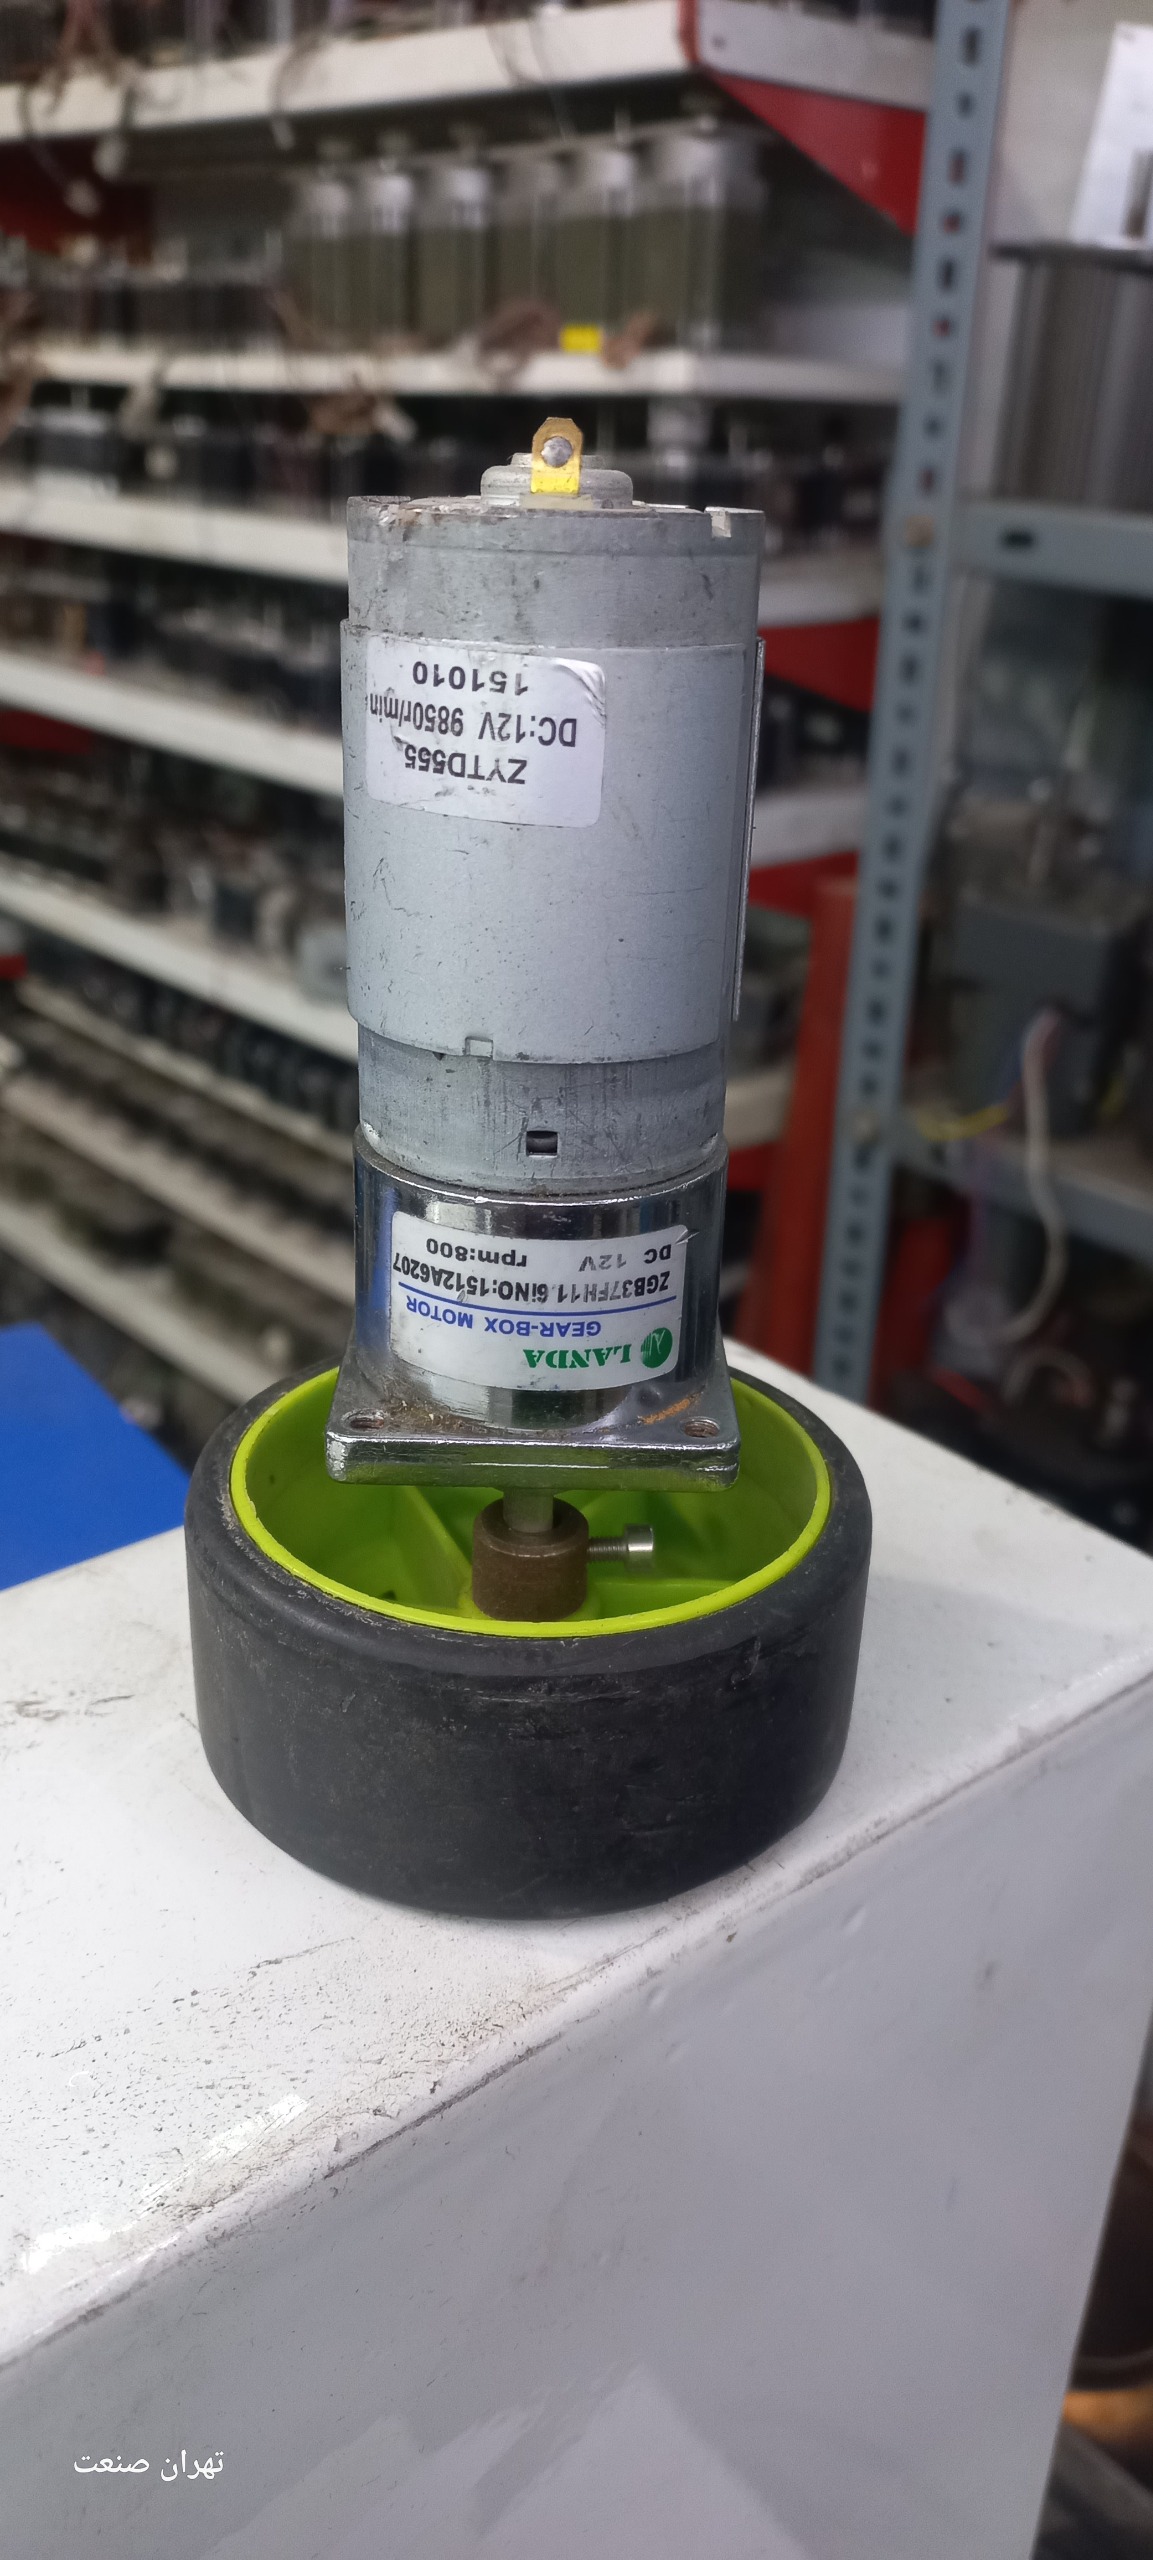 ZYTD555
DC:12V 9850r/min
151010
LANDA
GEAR-BOX MOTOR
ZGB37FH11.6iNO:1512A6207
DC 12V rpm:800
تهران صنعت